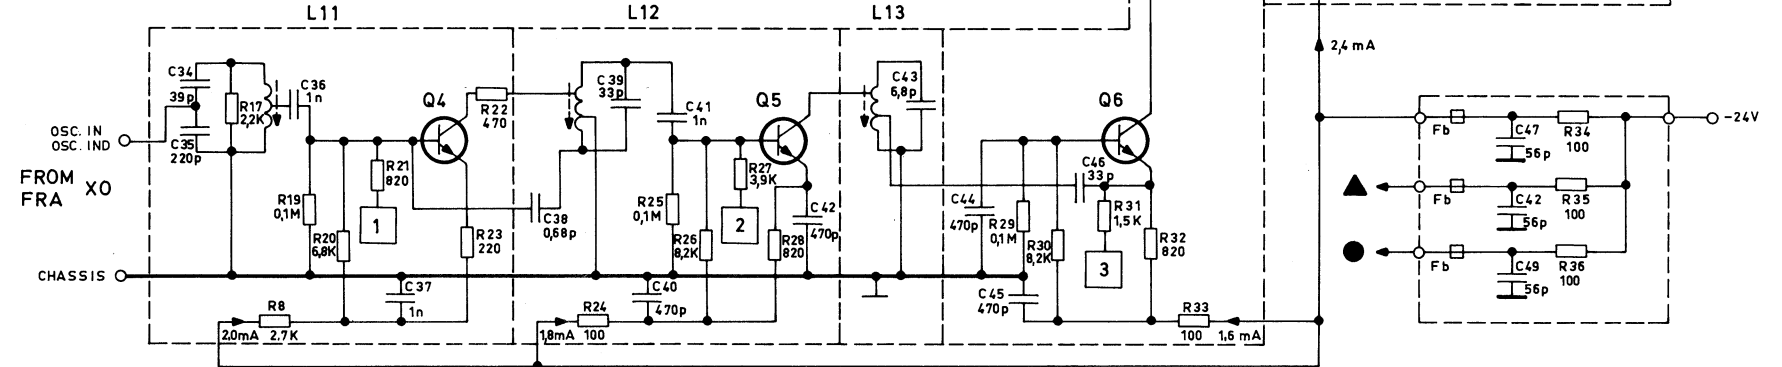 L11
L12
L13
2,4 mA
C34
39p
R17
2,2K
C36
1n
Q4
R22
470
C39
33p
C41
1n
Q5
C43
6,8p
Q6
OSC. IN
OSC. IND
C35
220p
FROM
FRA
XO
R21
820
R19
0,1M
1
R20
6,8K
R23
220
C38
0,68p
R25
0,1M
R27
3,9K
2
R26
8,2K
R28
820
C42
470p
C46
33p
C44
470p
R29
0,1M
R30
8,2K
R31
1,5K
3
R32
820
Fb
C47
56p
R34
100
-24V
Fb
C42
56p
R35
100
Fb
C49
56p
R36
100
CHASSIS
C37
1n
C40
470p
C45
470p
R8
2,0mA
2.7K
R24
1,8mA
100
R33
100
1,6 mA